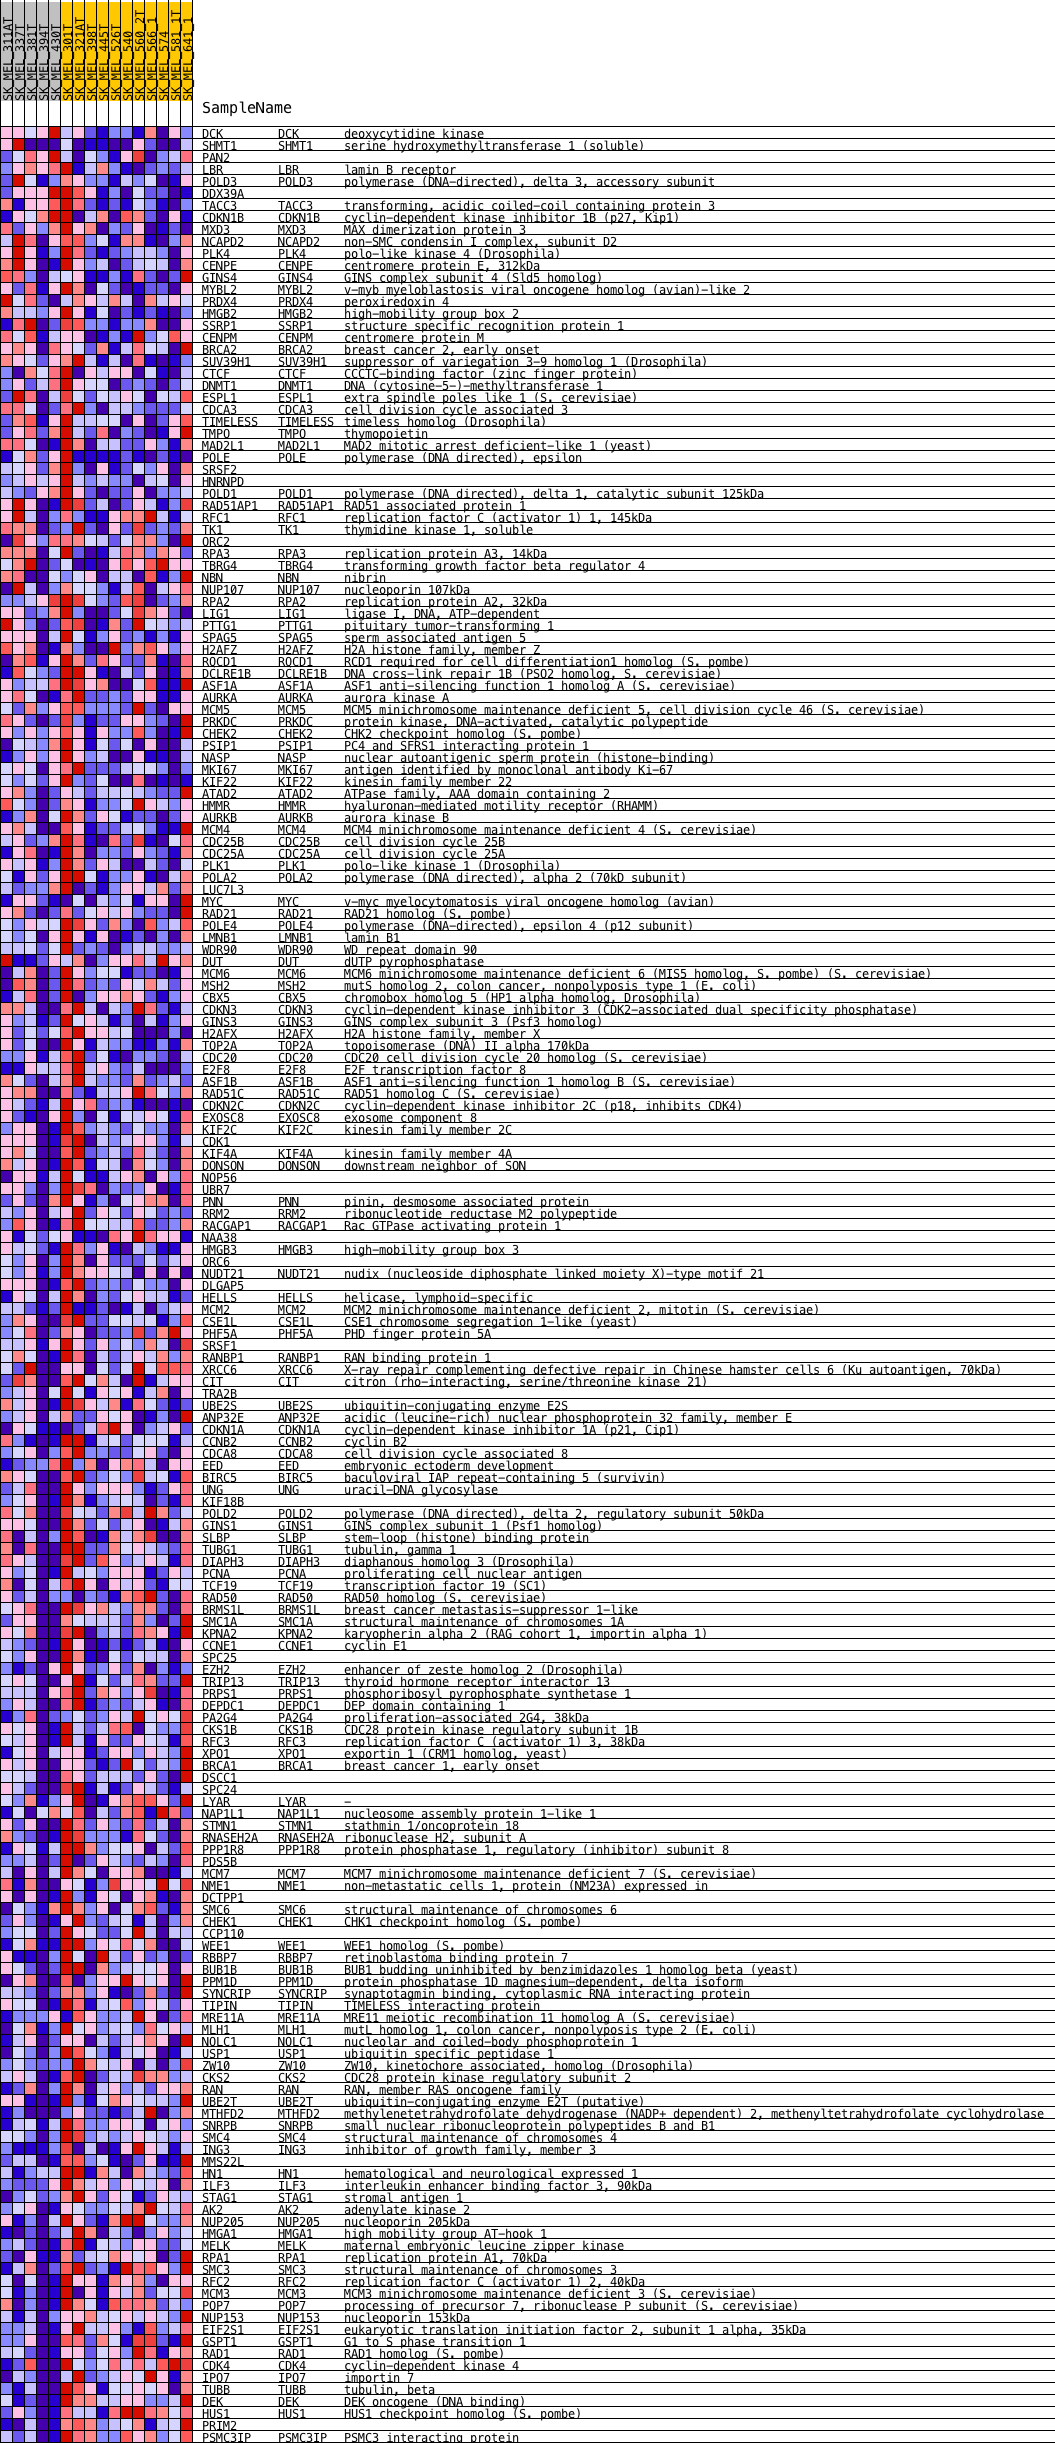 SK_MEL_311AT
SK_MEL_337T
SK_MEL_381T
SK_MEL_394T
SK_MEL_430T
SK_MEL_301T
SK_MEL_321AT
SK_MEL_398T
SK_MEL_445T
SK_MEL_526T
SK_MEL_540
SK_MEL_560_2T
SK_MEL_566_1
SK_MEL_574
SK_MEL_581_1T
SK_MEL_641_1
SampleName
DCK DCK deoxycytidine kinase
SHMT1 SHMT1 serine hydroxymethyltransferase 1 (soluble)
PAN2
LBR LBR lamin B receptor
POLD3 POLD3 polymerase (DNA-directed), delta 3, accessory subunit
DDX39A
TACC3 TACC3 transforming, acidic coiled-coil containing protein 3
CDKN1B CDKN1B cyclin-dependent kinase inhibitor 1B (p27, Kip1)
MXD3 MXD3 MAX dimerization protein 3
NCAPD2 NCAPD2 non-SMC condensin I complex, subunit D2
PLK4 PLK4 polo-like kinase 4 (Drosophila)
CENPE CENPE centromere protein E, 312kDa
GINS4 GINS4 GINS complex subunit 4 (Sld5 homolog)
MYBL2 MYBL2 v-myb myeloblastosis viral oncogene homolog (avian)-like 2
PRDX4 PRDX4 peroxiredoxin 4
HMGB2 HMGB2 high-mobility group box 2
SSRP1 SSRP1 structure specific recognition protein 1
CENPM CENPM centromere protein M
BRCA2 BRCA2 breast cancer 2, early onset
SUV39H1 SUV39H1 suppressor of variegation 3-9 homolog 1 (Drosophila)
CTCF CTCF CCCTC-binding factor (zinc finger protein)
DNMT1 DNMT1 DNA (cytosine-5-)-methyltransferase 1
ESPL1 ESPL1 extra spindle poles like 1 (S. cerevisiae)
CDCA3 CDCA3 cell division cycle associated 3
TIMELESS TIMELESS timeless homolog (Drosophila)
TMPO TMPO thymopoietin
MAD2L1 MAD2L1 MAD2 mitotic arrest deficient-like 1 (yeast)
POLE POLE polymerase (DNA directed), epsilon
SRSF2
HNRNPD
POLD1 POLD1 polymerase (DNA directed), delta 1, catalytic subunit 125kDa
RAD51AP1 RAD51AP1 RAD51 associated protein 1
RFC1 RFC1 replication factor C (activator 1) 1, 145kDa
TK1 TK1 thymidine kinase 1, soluble
ORC2
RPA3 RPA3 replication protein A3, 14kDa
TBRG4 TBRG4 transforming growth factor beta regulator 4
NBN NBN nibrin
NUP107 NUP107 nucleoporin 107kDa
RPA2 RPA2 replication protein A2, 32kDa
LIG1 LIG1 ligase I, DNA, ATP-dependent
PTTG1 PTTG1 pituitary tumor-transforming 1
SPAG5 SPAG5 sperm associated antigen 5
H2AFZ H2AFZ H2A histone family, member Z
RQCD1 RQCD1 RCD1 required for cell differentiation1 homolog (S. pombe)
DCLRE1B DCLRE1B DNA cross-link repair 1B (PSO2 homolog, S. cerevisiae)
ASF1A ASF1A ASF1 anti-silencing function 1 homolog A (S. cerevisiae)
AURKA AURKA aurora kinase A
MCM5 MCM5 MCM5 minichromosome maintenance deficient 5, cell division cycle 46 (S. cerevisiae)
PRKDC PRKDC protein kinase, DNA-activated, catalytic polypeptide
CHEK2 CHEK2 CHK2 checkpoint homolog (S. pombe)
PSIP1 PSIP1 PC4 and SFRS1 interacting protein 1
NASP NASP nuclear autoantigenic sperm protein (histone-binding)
MKI67 MKI67 antigen identified by monoclonal antibody Ki-67
KIF22 KIF22 kinesin family member 22
ATAD2 ATAD2 ATPase family, AAA domain containing 2
HMMR HMMR hyaluronan-mediated motility receptor (RHAMM)
AURKB AURKB aurora kinase B
MCM4 MCM4 MCM4 minichromosome maintenance deficient 4 (S. cerevisiae)
CDC25B CDC25B cell division cycle 25B
CDC25A CDC25A cell division cycle 25A
PLK1 PLK1 polo-like kinase 1 (Drosophila)
POLA2 POLA2 polymerase (DNA directed), alpha 2 (70kD subunit)
LUC7L3
MYC MYC v-myc myelocytomatosis viral oncogene homolog (avian)
RAD21 RAD21 RAD21 homolog (S. pombe)
POLE4 POLE4 polymerase (DNA-directed), epsilon 4 (p12 subunit)
LMNB1 LMNB1 lamin B1
WDR90 WDR90 WD repeat domain 90
DUT DUT dUTP pyrophosphatase
MCM6 MCM6 MCM6 minichromosome maintenance deficient 6 (MIS5 homolog, S. pombe) (S. cerevisiae)
MSH2 MSH2 mutS homolog 2, colon cancer, nonpolyposis type 1 (E. coli)
CBX5 CBX5 chromobox homolog 5 (HP1 alpha homolog, Drosophila)
CDKN3 CDKN3 cyclin-dependent kinase inhibitor 3 (CDK2-associated dual specificity phosphatase)
GINS3 GINS3 GINS complex subunit 3 (Psf3 homolog)
H2AFX H2AFX H2A histone family, member X
TOP2A TOP2A topoisomerase (DNA) II alpha 170kDa
CDC20 CDC20 CDC20 cell division cycle 20 homolog (S. cerevisiae)
E2F8 E2F8 E2F transcription factor 8
ASF1B ASF1B ASF1 anti-silencing function 1 homolog B (S. cerevisiae)
RAD51C RAD51C RAD51 homolog C (S. cerevisiae)
CDKN2C CDKN2C cyclin-dependent kinase inhibitor 2C (p18, inhibits CDK4)
EXOSC8 EXOSC8 exosome component 8
KIF2C KIF2C kinesin family member 2C
CDK1
KIF4A KIF4A kinesin family member 4A
DONSON DONSON downstream neighbor of SON
NOP56
UBR7
PNN PNN pinin, desmosome associated protein
RRM2 RRM2 ribonucleotide reductase M2 polypeptide
RACGAP1 RACGAP1 Rac GTPase activating protein 1
NAA38
HMGB3 HMGB3 high-mobility group box 3
ORC6
NUDT21 NUDT21 nudix (nucleoside diphosphate linked moiety X)-type motif 21
DLGAP5
HELLS HELLS helicase, lymphoid-specific
MCM2 MCM2 MCM2 minichromosome maintenance deficient 2, mitotin (S. cerevisiae)
CSE1L CSE1L CSE1 chromosome segregation 1-like (yeast)
PHF5A PHF5A PHD finger protein 5A
SRSF1
RANBP1 RANBP1 RAN binding protein 1
XRCC6 XRCC6 X-ray repair complementing defective repair in Chinese hamster cells 6 (Ku autoantigen, 70kDa)
CIT CIT citron (rho-interacting, serine/threonine kinase 21)
TRA2B
UBE2S UBE2S ubiquitin-conjugating enzyme E2S
ANP32E ANP32E acidic (leucine-rich) nuclear phosphoprotein 32 family, member E
CDKN1A CDKN1A cyclin-dependent kinase inhibitor 1A (p21, Cip1)
CCNB2 CCNB2 cyclin B2
CDCA8 CDCA8 cell division cycle associated 8
EED EED embryonic ectoderm development
BIRC5 BIRC5 baculoviral IAP repeat-containing 5 (survivin)
UNG UNG uracil-DNA glycosylase
KIF18B
POLD2 POLD2 polymerase (DNA directed), delta 2, regulatory subunit 50kDa
GINS1 GINS1 GINS complex subunit 1 (Psf1 homolog)
SLBP SLBP stem-loop (histone) binding protein
TUBG1 TUBG1 tubulin, gamma 1
DIAPH3 DIAPH3 diaphanous homolog 3 (Drosophila)
PCNA PCNA proliferating cell nuclear antigen
TCF19 TCF19 transcription factor 19 (SC1)
RAD50 RAD50 RAD50 homolog (S. cerevisiae)
BRMS1L BRMS1L breast cancer metastasis-suppressor 1-like
SMC1A SMC1A structural maintenance of chromosomes 1A
KPNA2 KPNA2 karyopherin alpha 2 (RAG cohort 1, importin alpha 1)
CCNE1 CCNE1 cyclin E1
SPC25
EZH2 EZH2 enhancer of zeste homolog 2 (Drosophila)
TRIP13 TRIP13 thyroid hormone receptor interactor 13
PRPS1 PRPS1 phosphoribosyl pyrophosphate synthetase 1
DEPDC1 DEPDC1 DEP domain containing 1
PA2G4 PA2G4 proliferation-associated 2G4, 38kDa
CKS1B CKS1B CDC28 protein kinase regulatory subunit 1B
RFC3 RFC3 replication factor C (activator 1) 3, 38kDa
XPO1 XPO1 exportin 1 (CRM1 homolog, yeast)
BRCA1 BRCA1 breast cancer 1, early onset
DSCC1
SPC24
LYAR LYAR -
NAP1L1 NAP1L1 nucleosome assembly protein 1-like 1
STMN1 STMN1 stathmin 1/oncoprotein 18
RNASEH2A RNASEH2A ribonuclease H2, subunit A
PPP1R8 PPP1R8 protein phosphatase 1, regulatory (inhibitor) subunit 8
PDS5B
MCM7 MCM7 MCM7 minichromosome maintenance deficient 7 (S. cerevisiae)
NME1 NME1 non-metastatic cells 1, protein (NM23A) expressed in
DCTPP1
SMC6 SMC6 structural maintenance of chromosomes 6
CHEK1 CHEK1 CHK1 checkpoint homolog (S. pombe)
CCP110
WEE1 WEE1 WEE1 homolog (S. pombe)
RBBP7 RBBP7 retinoblastoma binding protein 7
BUB1B BUB1B BUB1 budding uninhibited by benzimidazoles 1 homolog beta (yeast)
PPM1D PPM1D protein phosphatase 1D magnesium-dependent, delta isoform
SYNCRIP SYNCRIP synaptotagmin binding, cytoplasmic RNA interacting protein
TIPIN TIPIN TIMELESS interacting protein
MRE11A MRE11A MRE11 meiotic recombination 11 homolog A (S. cerevisiae)
MLH1 MLH1 mutL homolog 1, colon cancer, nonpolyposis type 2 (E. coli)
NOLC1 NOLC1 nucleolar and coiled-body phosphoprotein 1
USP1 USP1 ubiquitin specific peptidase 1
ZW10 ZW10 ZW10, kinetochore associated, homolog (Drosophila)
CKS2 CKS2 CDC28 protein kinase regulatory subunit 2
RAN RAN RAN, member RAS oncogene family
UBE2T UBE2T ubiquitin-conjugating enzyme E2T (putative)
MTHFD2 MTHFD2 methylenetetrahydrofolate dehydrogenase (NADP+ dependent) 2, methenyltetrahydrofolate cyclohydrolase
SNRPB SNRPB small nuclear ribonucleoprotein polypeptides B and B1
SMC4 SMC4 structural maintenance of chromosomes 4
ING3 ING3 inhibitor of growth family, member 3
MMS22L
HN1 HN1 hematological and neurological expressed 1
ILF3 ILF3 interleukin enhancer binding factor 3, 90kDa
STAG1 STAG1 stromal antigen 1
AK2 AK2 adenylate kinase 2
NUP205 NUP205 nucleoporin 205kDa
HMGA1 HMGA1 high mobility group AT-hook 1
MELK MELK maternal embryonic leucine zipper kinase
RPA1 RPA1 replication protein A1, 70kDa
SMC3 SMC3 structural maintenance of chromosomes 3
RFC2 RFC2 replication factor C (activator 1) 2, 40kDa
MCM3 MCM3 MCM3 minichromosome maintenance deficient 3 (S. cerevisiae)
POP7 POP7 processing of precursor 7, ribonuclease P subunit (S. cerevisiae)
NUP153 NUP153 nucleoporin 153kDa
EIF2S1 EIF2S1 eukaryotic translation initiation factor 2, subunit 1 alpha, 35kDa
GSPT1 GSPT1 G1 to S phase transition 1
RAD1 RAD1 RAD1 homolog (S. pombe)
CDK4 CDK4 cyclin-dependent kinase 4
IPO7 IPO7 importin 7
TUBB TUBB tubulin, beta
DEK DEK DEK oncogene (DNA binding)
HUS1 HUS1 HUS1 checkpoint homolog (S. pombe)
PRIM2
PSMC3IP PSMC3IP PSMC3 interacting protein